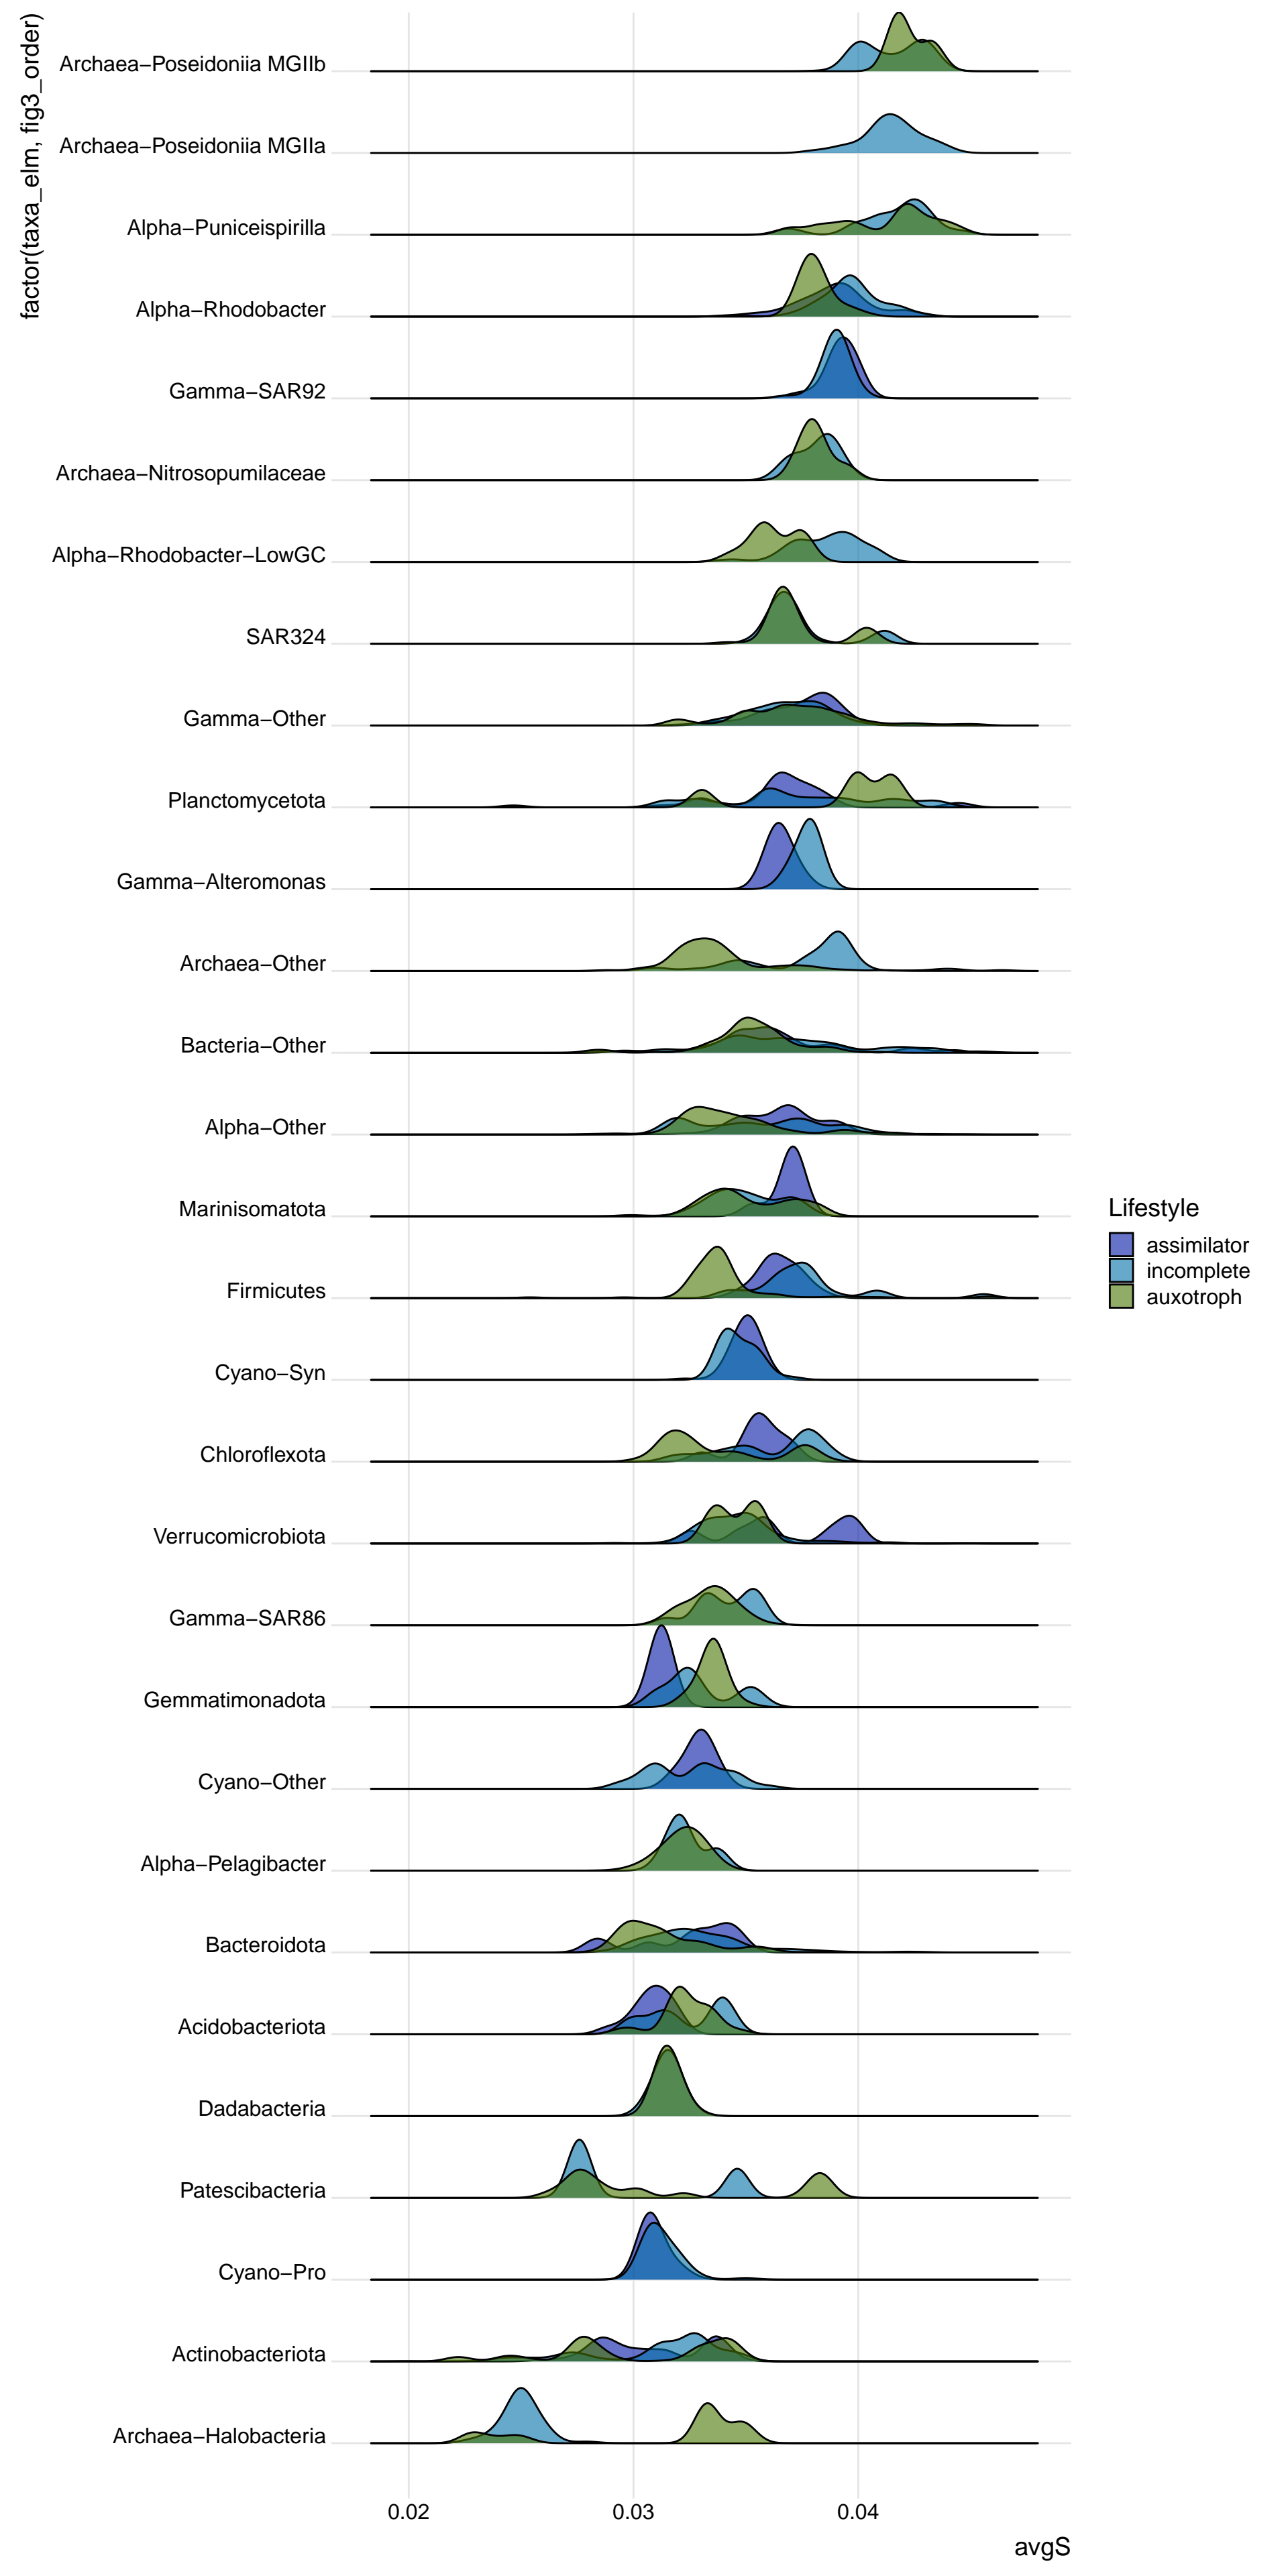 factor(taxa_elm, fig3_order)
Archaea−Poseidoniia MGIIb
Archaea−Poseidoniia MGIIa
Alpha−Puniceispirilla
Alpha−Rhodobacter
Gamma−SAR92
Archaea−Nitrosopumilaceae
Alpha−Rhodobacter−LowGC
SAR324
Gamma−Other
Planctomycetota
Gamma−Alteromonas
Archaea−Other
Bacteria−Other
Alpha−Other
Marinisomatota
Firmicutes
Cyano−Syn
Chloroflexota
Verrucomicrobiota
Gamma−SAR86
Gemmatimonadota
Cyano−Other
Alpha−Pelagibacter
Bacteroidota
Acidobacteriota
Dadabacteria
Patescibacteria
Cyano−Pro
Actinobacteriota
Archaea−Halobacteria
0.02 0.03 0.04
avgS
Lifestyle
assimilator
incomplete
auxotroph